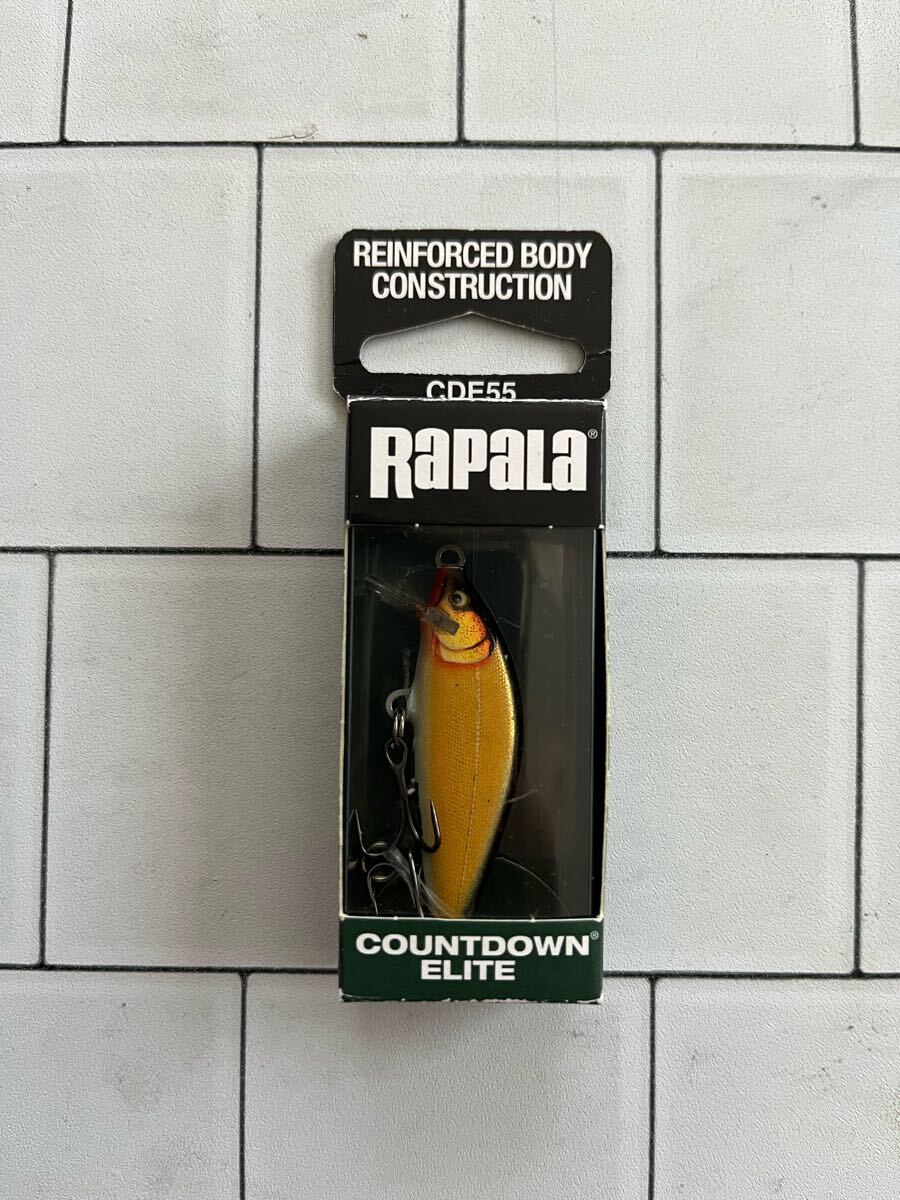 REINFORCED BODY
CONSTRUCTION
CDE55
RAPALA®
COUNTDOWN®
ELITE